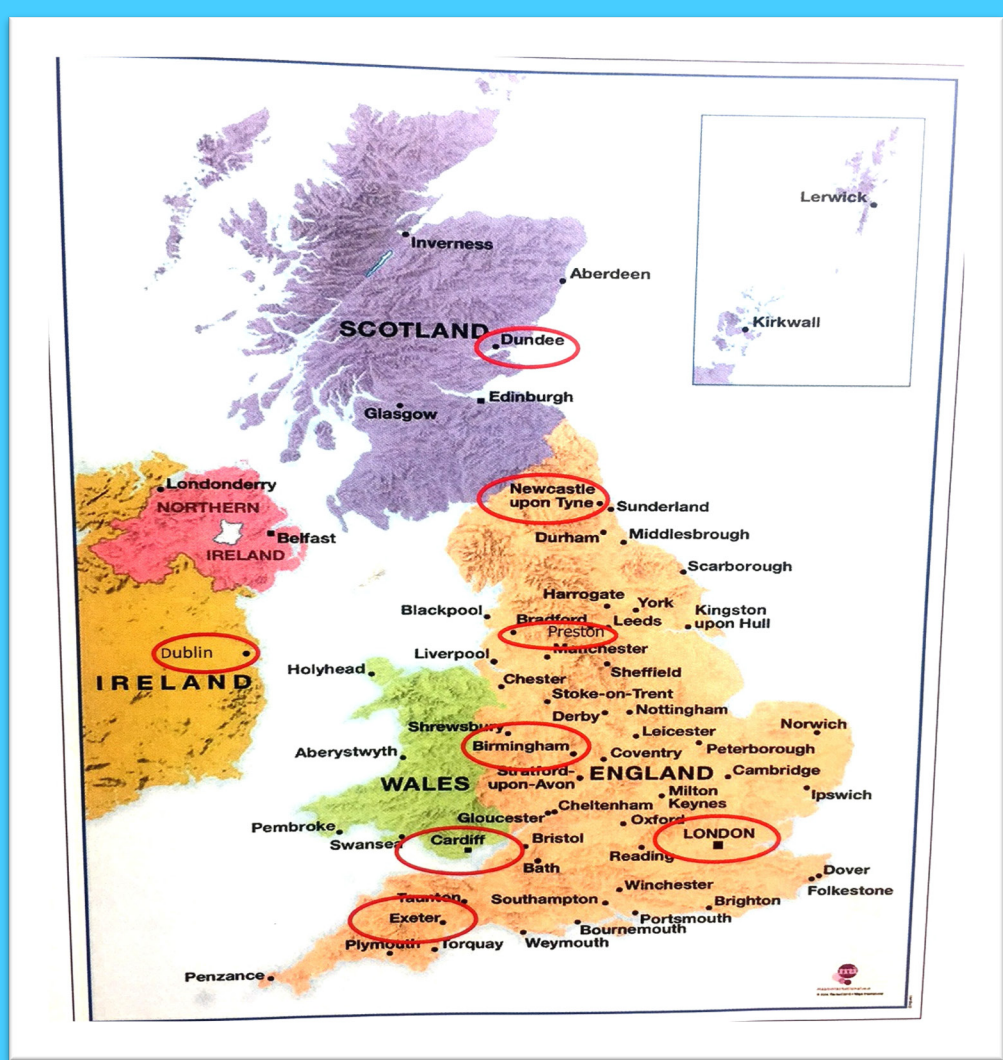 Lerwick
Inverness
Aberdeen
Kirkwall
SCOTLAND
Dundee
Edinburgh
Glasgow
Londonderry
NORTHERN
IRELAND
Belfast
Newcastle
upon Tyne
Sunderland
Durham
Middlesbrough
Scarborough
Harrogate
York
Kingston
upon Hull
Blackpool
Bradford
Leeds
Preston
Dublin
IRELAND
Manchester
Liverpool
Holyhead
Sheffield
Chester
Stoke-on-Trent
Derby
Nottingham
Norwich
Shrewsbury
Leicester
Birmingham
Peterborough
Aberystwyth
Coventry
Stratford-
upon-Avon
ENGLAND
Cambridge
WALES
Milton
Keynes
Ipswich
Cheltenham
Gloucester
Oxford
Pembroke
Swansea
Cardiff
Bristol
LONDON
Reading
Bath
Dover
Folkestone
Winchester
Taunton
Southampton
Brighton
Exeter
Portsmouth
Bournemouth
Plymouth
Torquay
Weymouth
Penzance